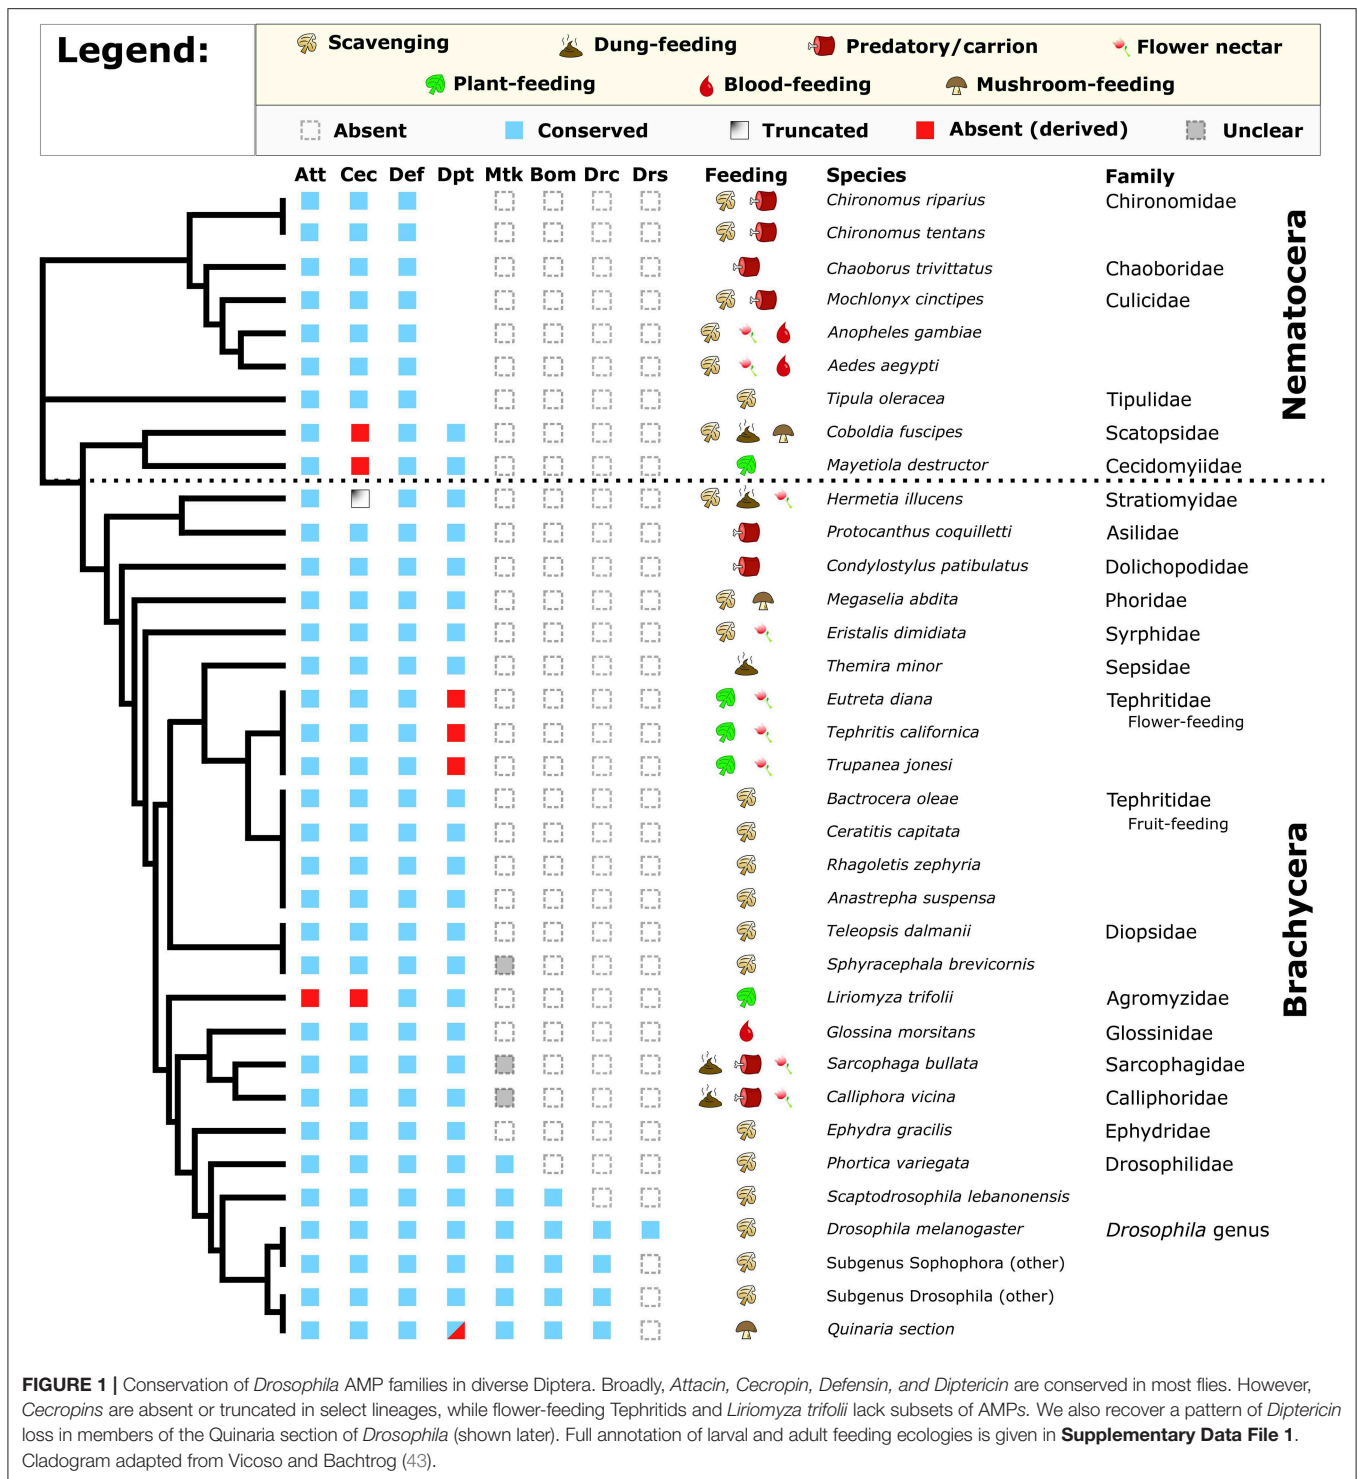 Legend:
Scavenging Dung-feeding Predatory/carrion Flower nectar
Plant-feeding Blood-feeding Mushroom-feeding
Absent Conserved Truncated Absent (derived) Unclear
Att Cec Def Dpt Mtk Bom Drc Drs Feeding Species Family
Chironomus riparius Chironomidae
Chironomus tentans
Chaoborus trivittatus Chaoboridae
Mochlonyx cinctipes Culicidae
Anopheles gambiae
Aedes aegypti
Tipula oleracea Tipulidae
Coboldia fuscipes Scatopsidae
Mayetiola destructor Cecidomyiidae
Nematocera
Hermetia illucens Stratiomyidae
Protocanthus coquilletti Asilidae
Condylostylus patibulatus Dolichopodidae
Megaselia abdita Phoridae
Eristalis dimidiata Syrphidae
Themira minor Sepsidae
Eutreta diana Tephritidae
Flower-feeding
Tephritis californica
Trupanea jonesi
Bactrocera oleae Tephritidae
Fruit-feeding
Ceratitis capitata
Rhagoletis zephyria
Anastrepha suspensa
Teleopsis dalmanii Diopsidae
Sphyracephala brevicornis
Liriomyza trifolii Agromyzidae
Glossina morsitans Glossinidae
Sarcophaga bullata Sarcophagidae
Calliphora vicina Calliphoridae
Ephydra gracilis Ephydridae
Phortica variegata Drosophilidae
Scaptodrosophila lebanonensis
Drosophila melanogaster Drosophila genus
Subgenus Sophophora (other)
Subgenus Drosophila (other)
Quinaria section
Brachycera
FIGURE 1 | Conservation of Drosophila AMP families in diverse Diptera. Broadly, Attacin, Cecropin, Defensin, and Diptericin are conserved in most flies. However,
Cecropins are absent or truncated in select lineages, while flower-feeding Tephritids and Liriomyza trifolii lack subsets of AMPs. We also recover a pattern of Diptericin
loss in members of the Quinaria section of Drosophila (shown later). Full annotation of larval and adult feeding ecologies is given in Supplementary Data File 1.
Cladogram adapted from Vicoso and Bachtrog (43).